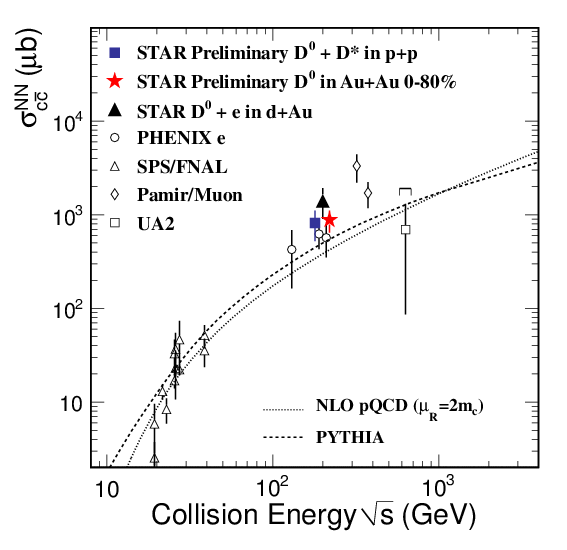 σ_cc̄^NN (μb)
STAR Preliminary D⁰ + D* in p+p
STAR Preliminary D⁰ in Au+Au 0-80%
STAR D⁰ + e in d+Au
PHENIX e
SPS/FNAL
Pamir/Muon
UA2
10⁴
10³
10²
10
NLO pQCD (μ_R=2m_c)
PYTHIA
10
10²
10³
Collision Energy √s (GeV)